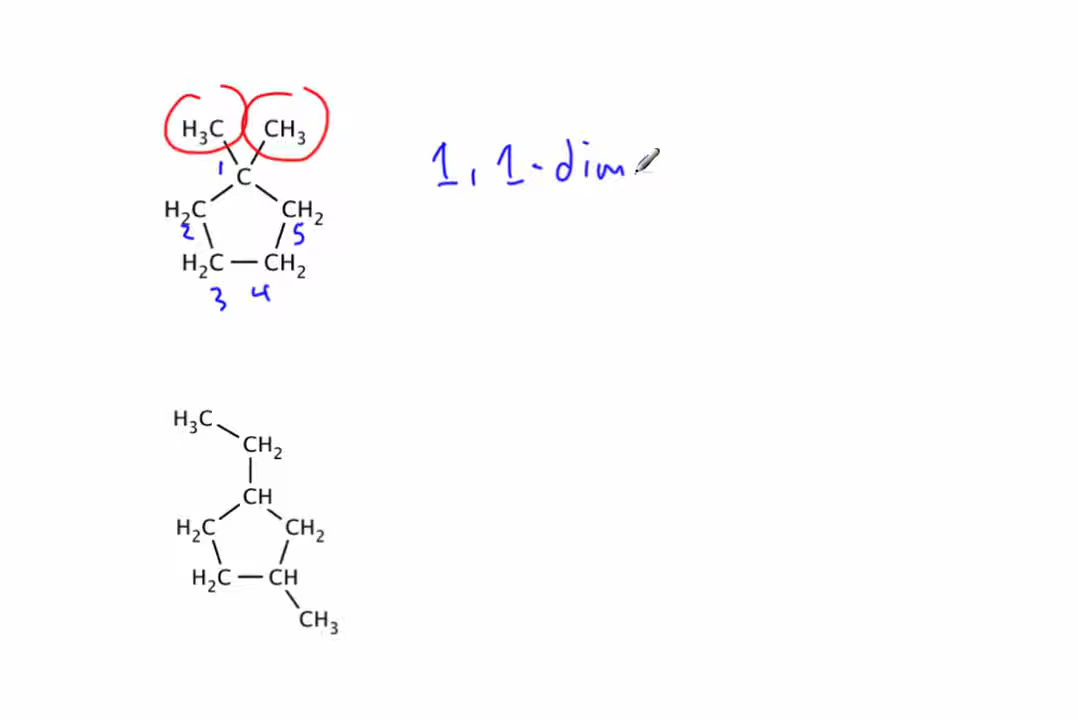 H₃C CH₃
1 C
H₂C CH₂
2 5
H₂C CH₂
3 4
1, 1-dim
H₃C
CH₂
CH
H₂C CH₂
H₂C CH
CH₃